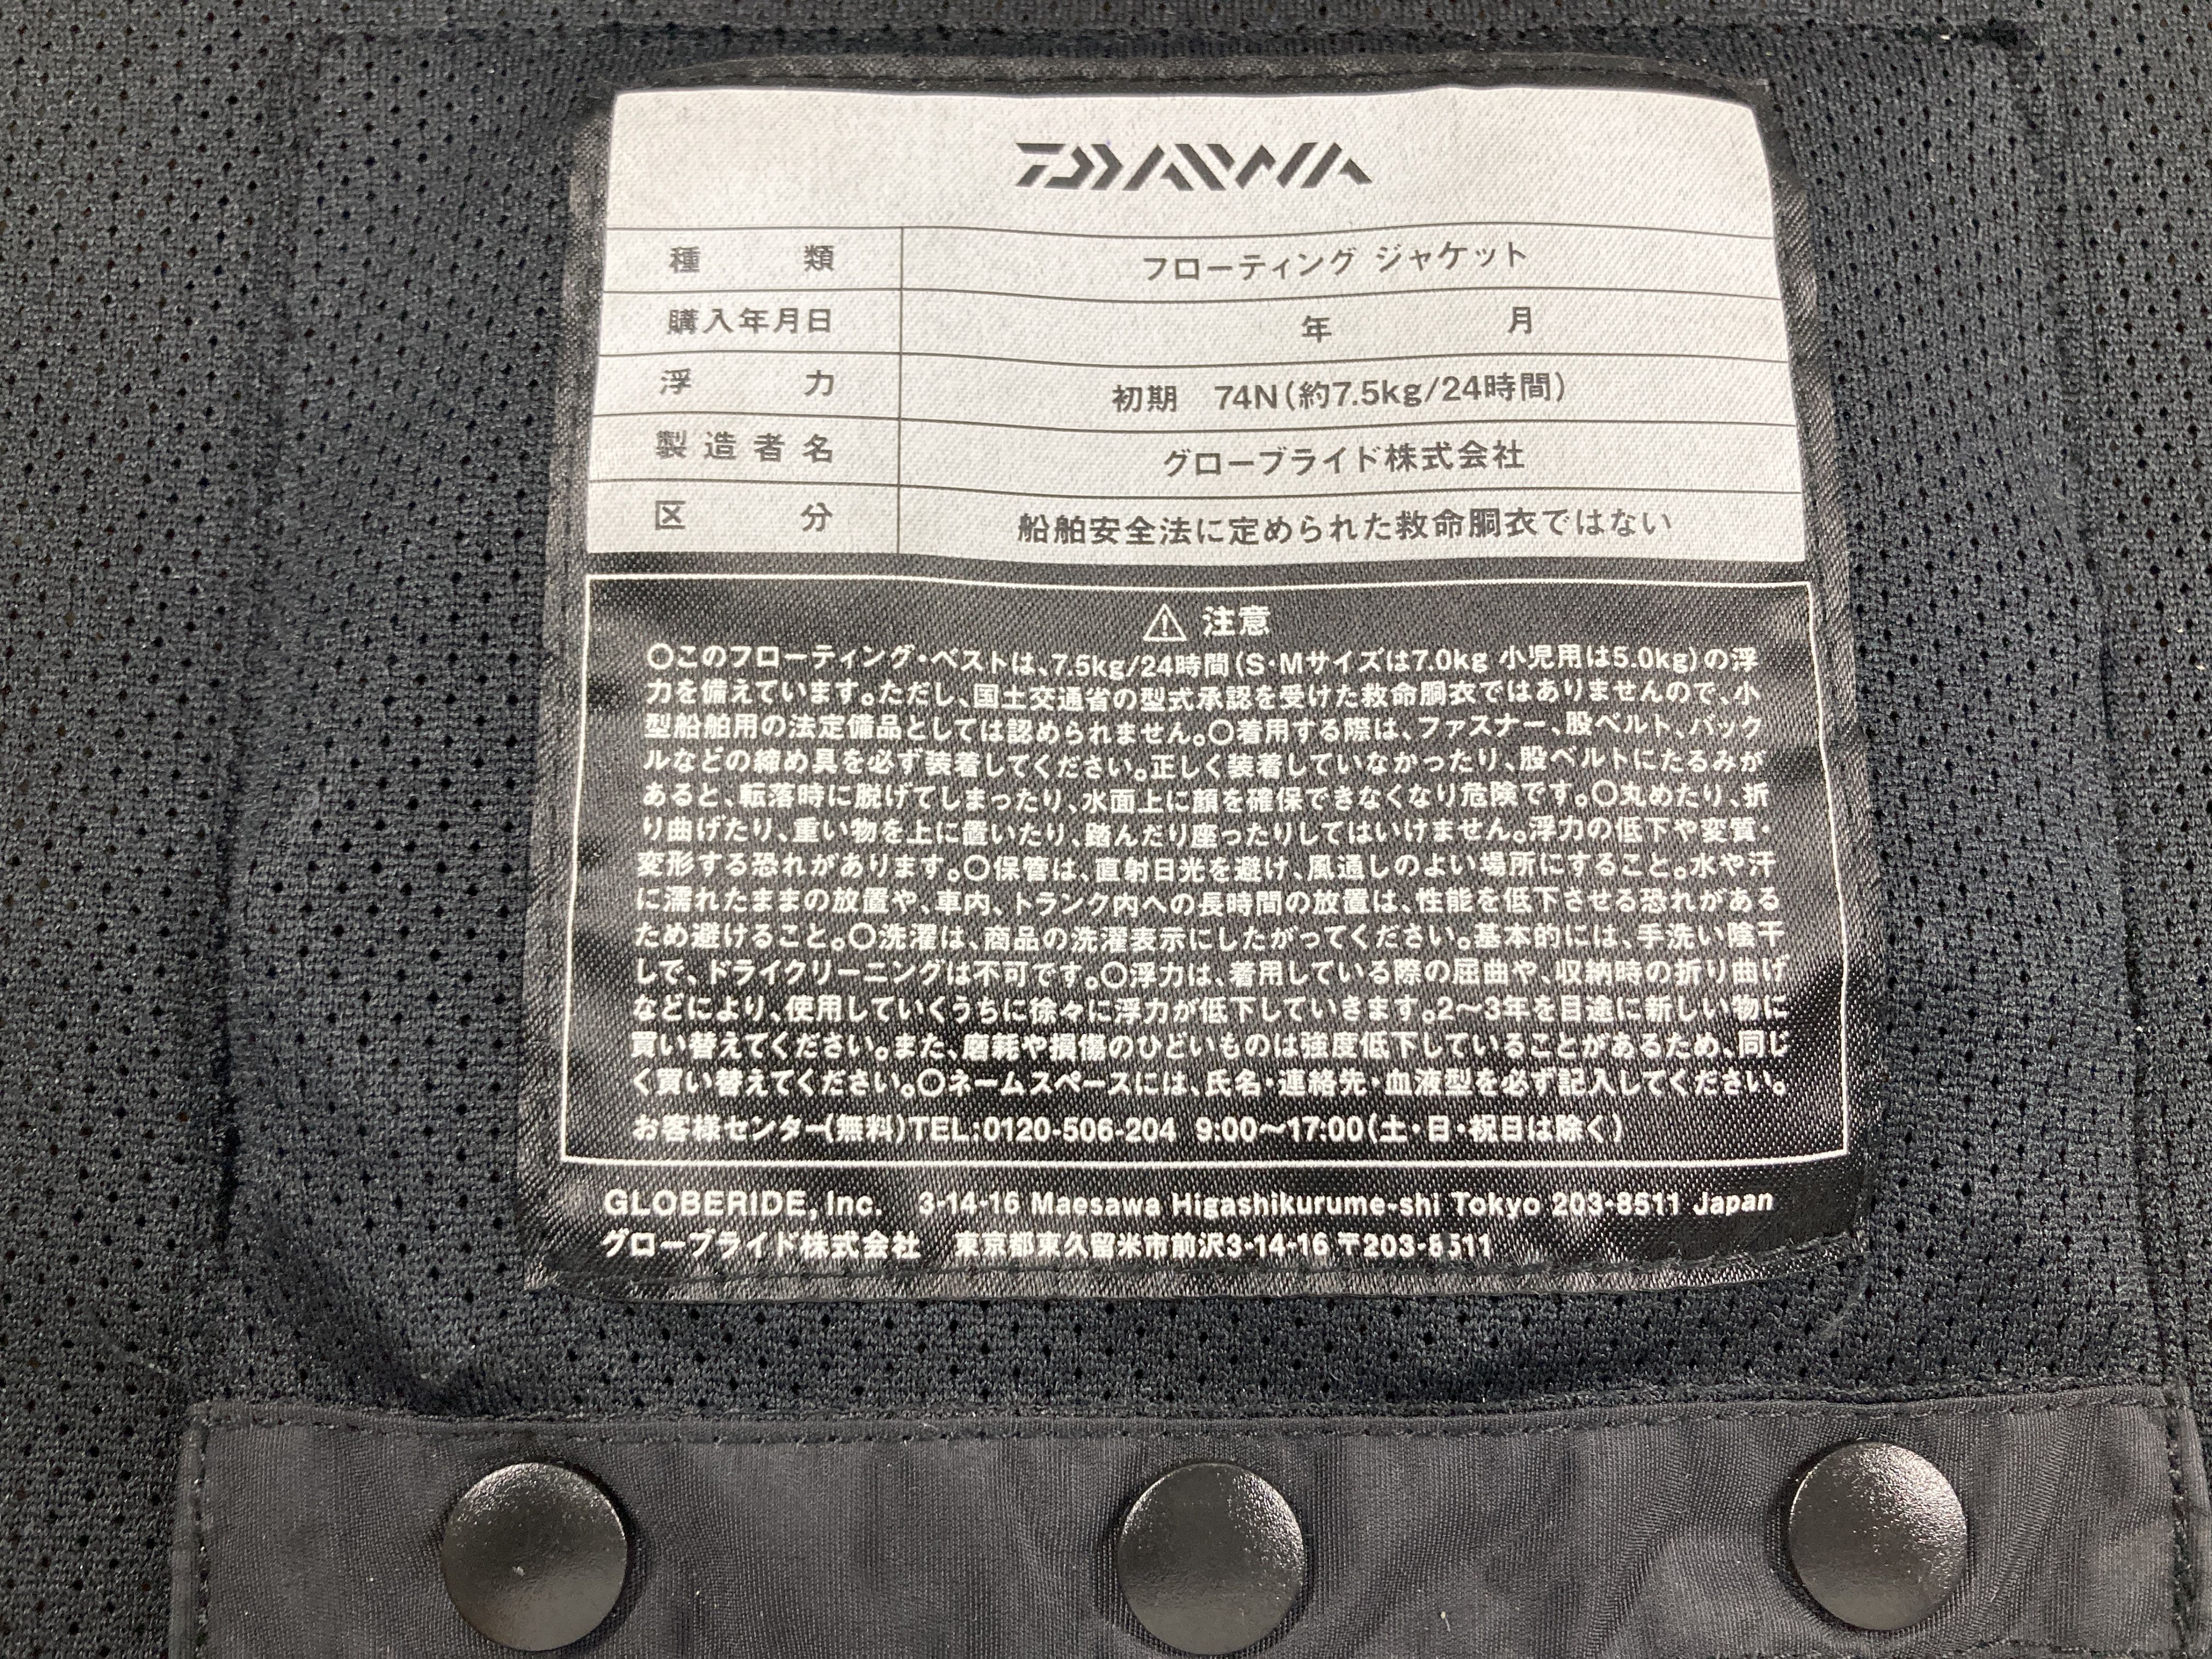 DAIWA
種類 フローティング ジャケット
購入年月日 年 月
浮力 初期 74N(約7.5kg/24時間)
製造者名 グローブライド株式会社
区分 船舶安全法に定められた救命胴衣ではない
⚠ 注意
〇このフローティング・ベストは、7.5kg/24時間(S・Mサイズは7.0kg 小児用は5.0kg)の浮
力を備えています。ただし、国土交通省の型式承認を受けた救命胴衣ではありませんので、小
型船舶用の法定備品としては認められません。〇着用する際は、ファスナー、股ベルト、バック
ルなどの締め具を必ず装着してください。正しく装着していなかったり、股ベルトにたるみが
あると、転落時に脱げてしまったり、水面上に顔を確保できなくなり危険です。〇丸めたり、折
り曲げたり、重い物を上に置いたり、踏んだり座ったりしてはいけません。浮力の低下や変質・
変形する恐れがあります。〇保管は、直射日光を避け、風通しのよい場所にすること。水や汗
に濡れたままの放置や、車内、トランク内への長時間の放置は、性能を低下させる恐れがある
ため避けること。〇洗濯は、商品の洗濯表示にしたがってください。基本的には、手洗い陰干
しで、ドライクリーニングは不可です。〇浮力は、着用している際の屈曲や、収納時の折り曲げ
などにより、使用していくうちに徐々に浮力が低下していきます。2〜3年を目途に新しい物に
買い替えてください。また、磨耗や損傷のひどいものは強度低下していることがあるため、同じ
く買い替えてください。〇ネームスペースには、氏名・連絡先・血液型を必ず記入してください。
お客様センター(無料)TEL:0120-506-204 9:00〜17:00(土・日・祝日は除く)
GLOBERIDE, Inc. 3-14-16 Maesawa Higashikurume-shi Tokyo 203-8511 Japan
グローブライド株式会社 東京都東久留米市前沢3-14-16 〒203-8511